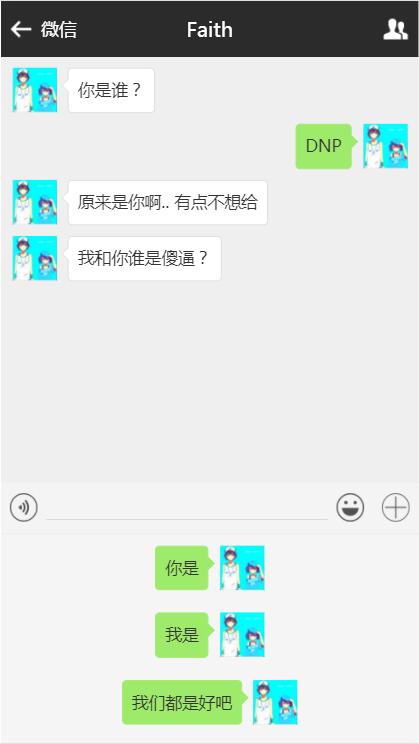 微信
Faith
你是谁？
DNP
原来是你啊.. 有点不想给
我和你谁是傻逼？
你是
我是
我们都是好吧